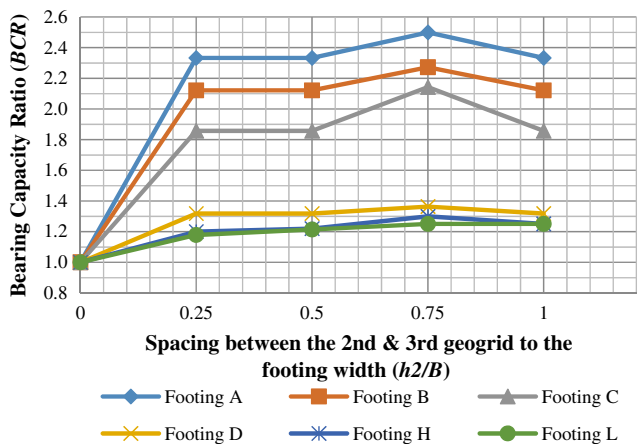 Bearing Capacity Ratio (BCR)
2.6
2.4
2.2
2.0
1.8
1.6
1.4
1.2
1.0
0.8
0 0.25 0.5 0.75 1
Spacing between the 2nd & 3rd geogrid to the
footing width (h2/B)
Footing A Footing B Footing C
Footing D Footing H Footing L